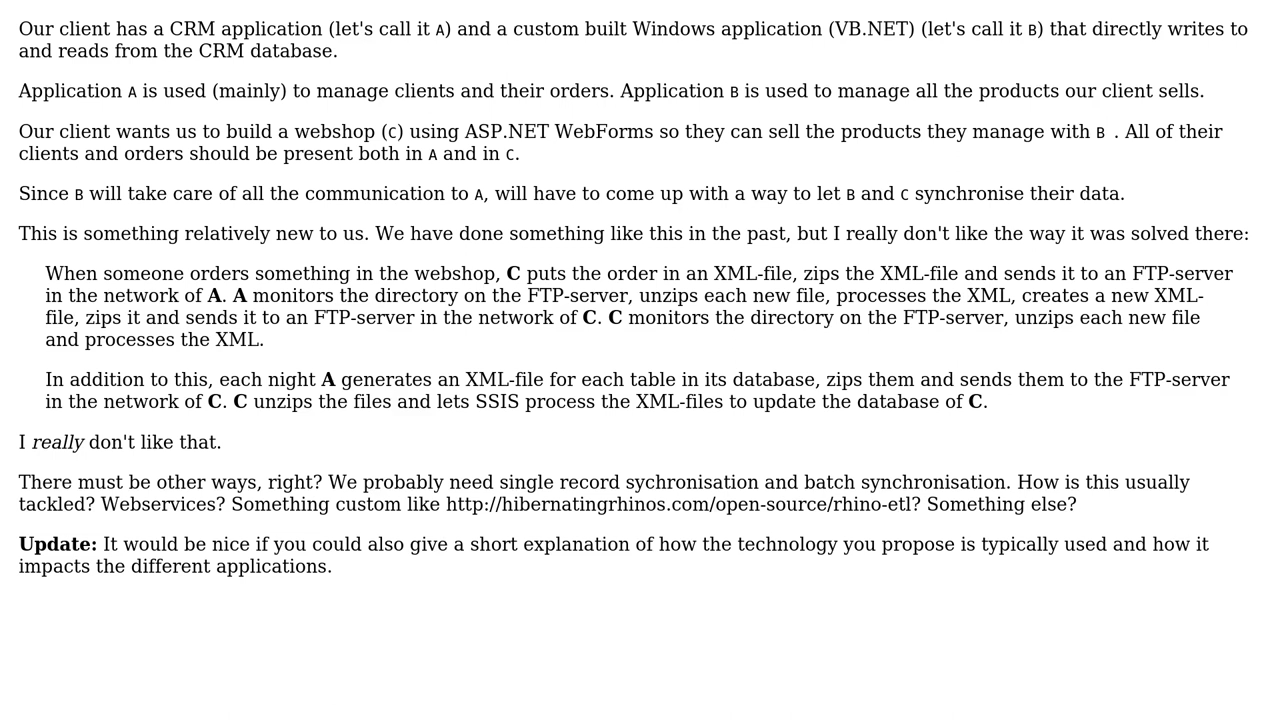 Our client has a CRM application (let's call it A) and a custom built Windows application (VB.NET) (let's call it B) that directly writes to
and reads from the CRM database.
Application A is used (mainly) to manage clients and their orders. Application B is used to manage all the products our client sells.
Our client wants us to build a webshop (C) using ASP.NET WebForms so they can sell the products they manage with B . All of their
clients and orders should be present both in A and in C.
Since B will take care of all the communication to A, will have to come up with a way to let B and C synchronise their data.
This is something relatively new to us. We have done something like this in the past, but I really don't like the way it was solved there:
When someone orders something in the webshop, C puts the order in an XML-file, zips the XML-file and sends it to an FTP-server
in the network of A. A monitors the directory on the FTP-server, unzips each new file, processes the XML, creates a new XML-
file, zips it and sends it to an FTP-server in the network of C. C monitors the directory on the FTP-server, unzips each new file
and processes the XML.
In addition to this, each night A generates an XML-file for each table in its database, zips them and sends them to the FTP-server
in the network of C. C unzips the files and lets SSIS process the XML-files to update the database of C.
I really don't like that.
There must be other ways, right? We probably need single record sychronisation and batch synchronisation. How is this usually
tackled? Webservices? Something custom like http://hibernatingrhinos.com/open-source/rhino-etl? Something else?
Update: It would be nice if you could also give a short explanation of how the technology you propose is typically used and how it
impacts the different applications.